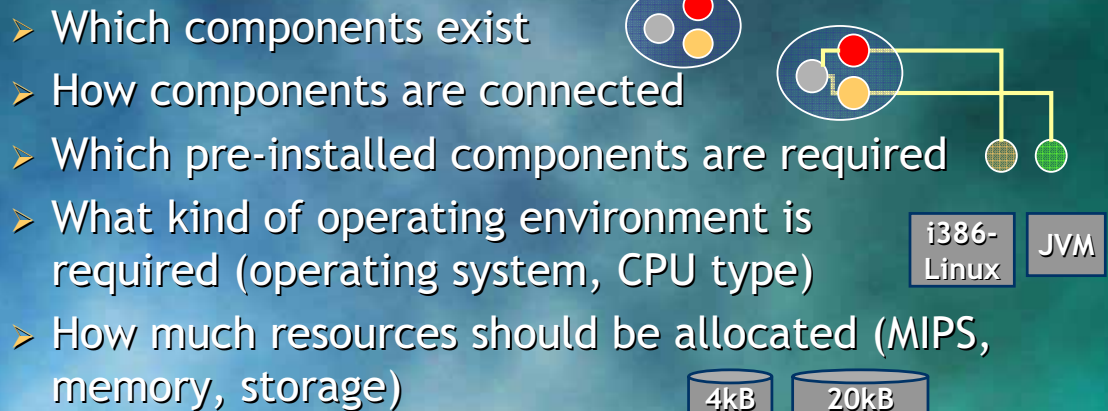 Which components exist
How components are connected
Which pre-installed components are required
What kind of operating environment is
required (operating system, CPU type)
i386-
Linux
JVM
How much resources should be allocated (MIPS,
memory, storage)
4kB
20kB